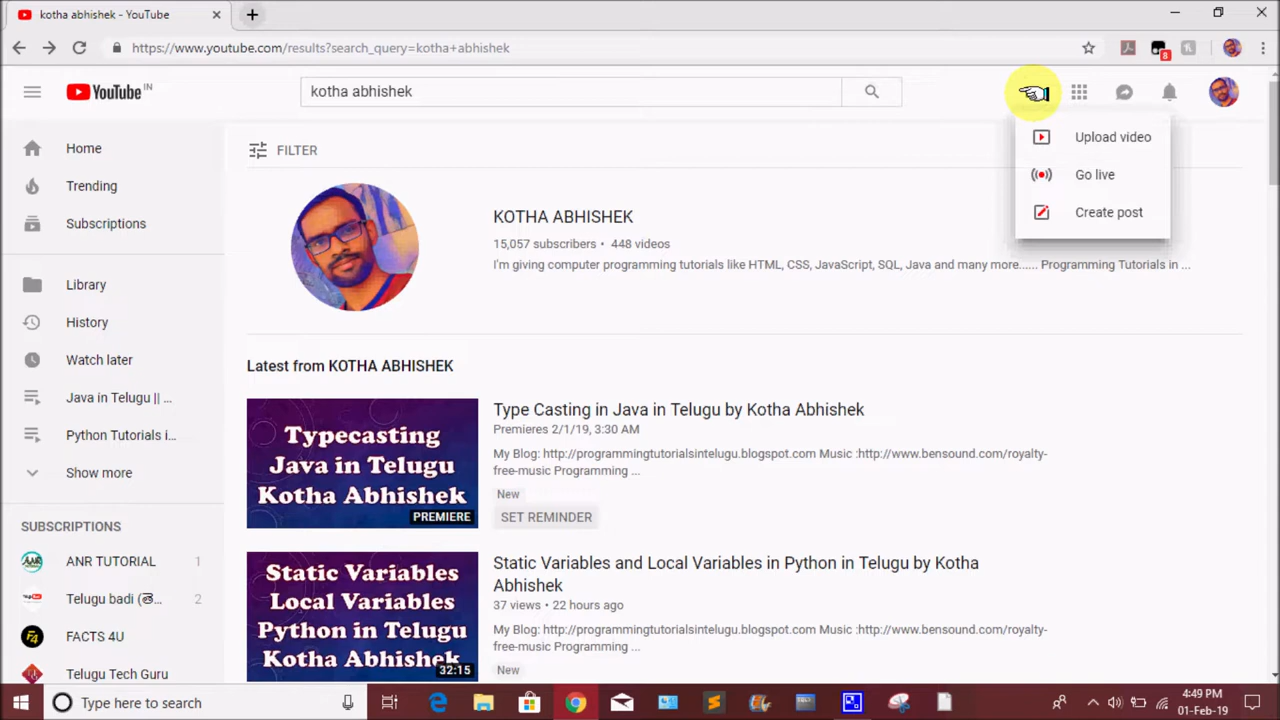 kotha abhishek - YouTube
https://www.youtube.com/results?search_query=kotha+abhishek
8
YouTube IN
kotha abhishek
Upload video
Go live
Create post
Home
Trending
Subscriptions
Library
History
Watch later
Java in Telugu || ...
Python Tutorials i...
Show more
SUBSCRIPTIONS
ANR TUTORIAL 1
Telugu badi (తె... 2
F4 FACTS 4U
Telugu Tech Guru
FILTER
KOTHA ABHISHEK
15,057 subscribers • 448 videos
I'm giving computer programming tutorials like HTML, CSS, JavaScript, SQL, Java and many more...... Programming Tutorials in ...
Latest from KOTHA ABHISHEK
Typecasting
Java in Telugu
Kotha Abhishek
PREMIERE
Type Casting in Java in Telugu by Kotha Abhishek
Premieres 2/1/19, 3:30 AM
My Blog: http://programmingtutorialsintelugu.blogspot.com Music :http://www.bensound.com/royalty-
free-music Programming ...
New
SET REMINDER
Static Variables
Local Variables
Python in Telugu
Kotha Abhishek
32:15
Static Variables and Local Variables in Python in Telugu by Kotha
Abhishek
37 views • 22 hours ago
My Blog: http://programmingtutorialsintelugu.blogspot.com Music :http://www.bensound.com/royalty-
free-music Programming ...
New
Type here to search
4:49 PM
01-Feb-19